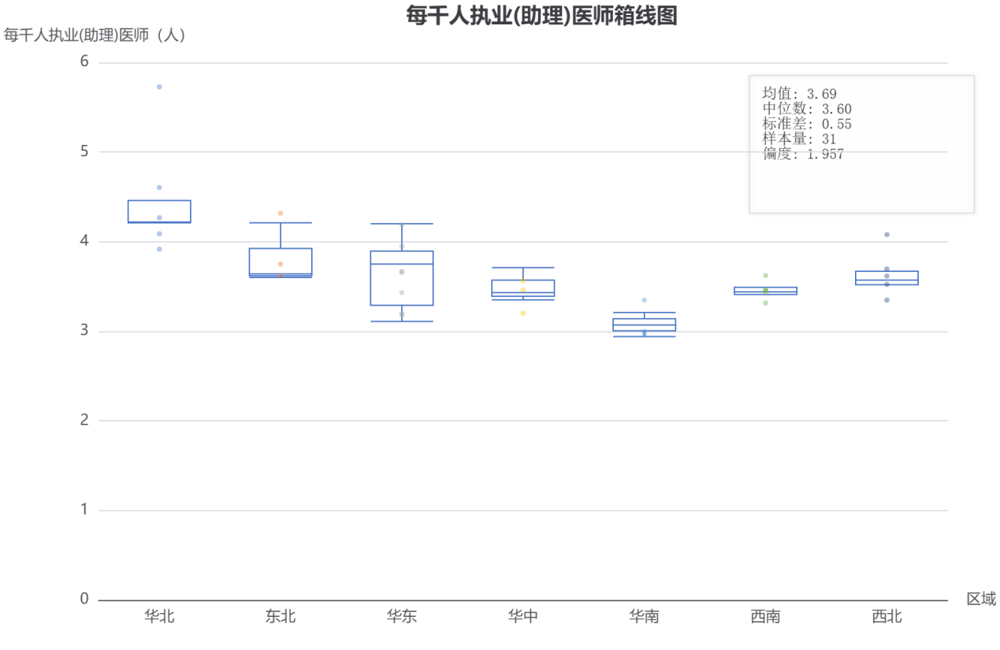 每千人执业(助理)医师箱线图
每千人执业(助理)医师（人）
6
均值: 3.69
中位数: 3.60
标准差: 0.55
样本量: 31
偏度: 1.957
5
4
3
2
1
0
区域
华北 东北 华东 华中 华南 西南 西北